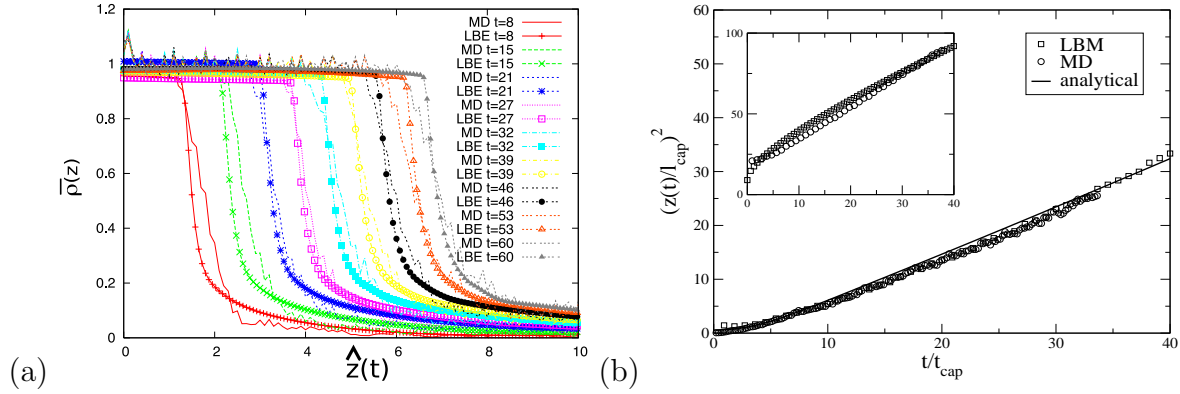 1.2
1
0.8
0.6
0.4
0.2
0
ρ̅(z)
0 2 4 6 8 10
ẑ(t)
MD t=8
LBE t=8
MD t=15
LBE t=15
MD t=21
LBE t=21
MD t=27
LBE t=27
MD t=32
LBE t=32
MD t=39
LBE t=39
MD t=46
LBE t=46
MD t=53
LBE t=53
MD t=60
LBE t=60
(a)
60
50
40
30
20
10
0
(z(t)/l_cap)²
0 10 20 30 40
t/t_cap
100
50
0
0 10 20 30 40
LBM
MD
analytical
(b)